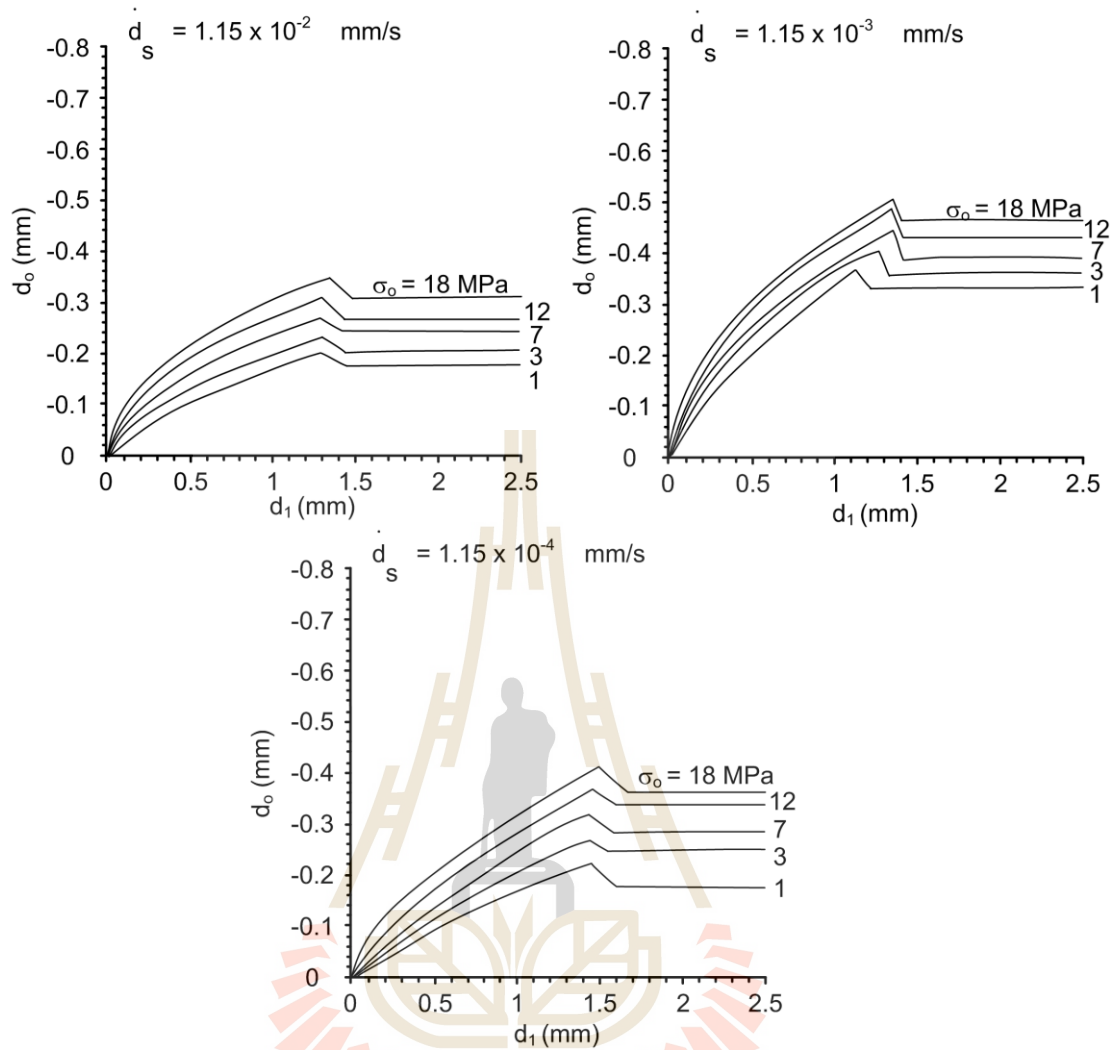 ḋs = 1.15 x 10⁻² mm/s
-0.8
-0.7
-0.6
-0.5
-0.4
-0.3
-0.2
-0.1
0
do (mm)
σo = 18 MPa
12
7
3
1
0 0.5 1 1.5 2 2.5
d1 (mm)
ḋs = 1.15 x 10⁻³ mm/s
-0.8
-0.7
-0.6
-0.5
-0.4
-0.3
-0.2
-0.1
0
do (mm)
σo = 18 MPa
12
7
3
1
0 0.5 1 1.5 2 2.5
d1 (mm)
ḋs = 1.15 x 10⁻⁴ mm/s
-0.8
-0.7
-0.6
-0.5
-0.4
-0.3
-0.2
-0.1
0
do (mm)
σo = 18 MPa
12
7
3
1
0 0.5 1 1.5 2 2.5
d1 (mm)